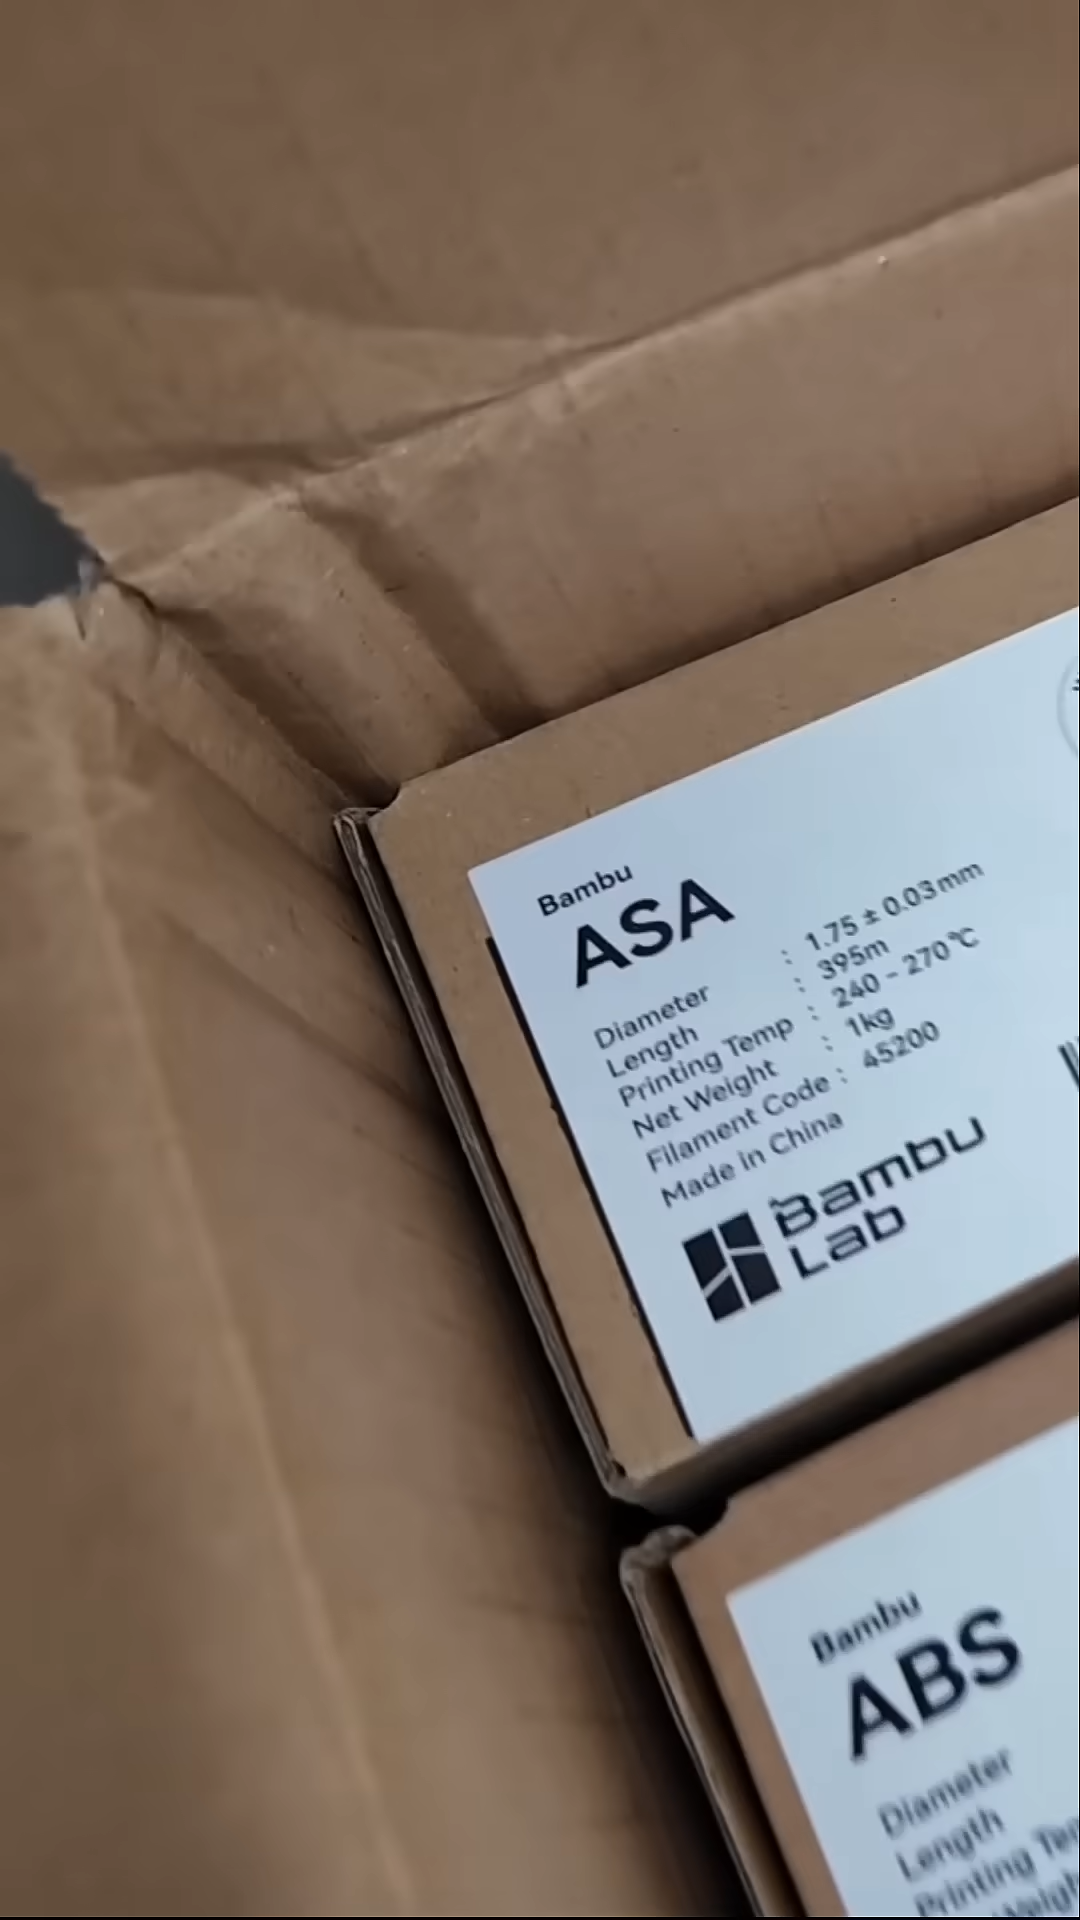 Bambu
ASA
Diameter : 1.75 ± 0.03mm
Length : 395m
Printing Temp : 240 - 270℃
Net Weight : 1kg
Filament Code : 45200
Made in China
Bambu
Lab
Bambu
ABS
Diameter
Length
Printing